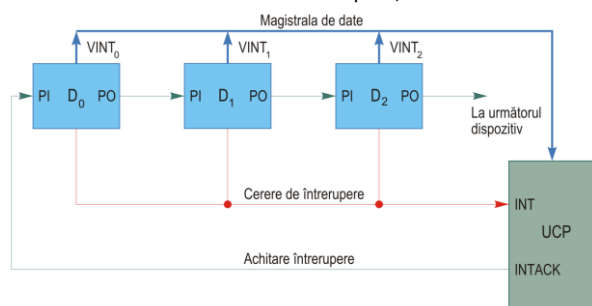 Magistrala de date
VINT0
VINT1
VINT2
PI D0 PO
PI D1 PO
PI D2 PO
La următorul
dispozitiv
Cerere de întrerupere
INT
UCP
Achitare întrerupere
INTACK